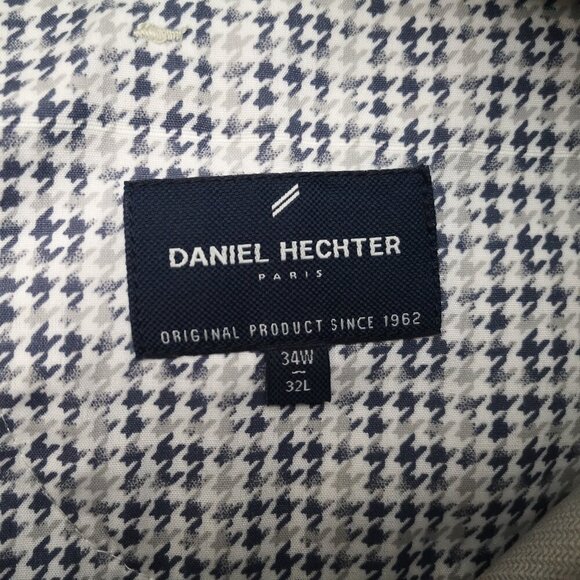 DANIEL HECHTER
PARIS
ORIGINAL PRODUCT SINCE 1962
34W
32L